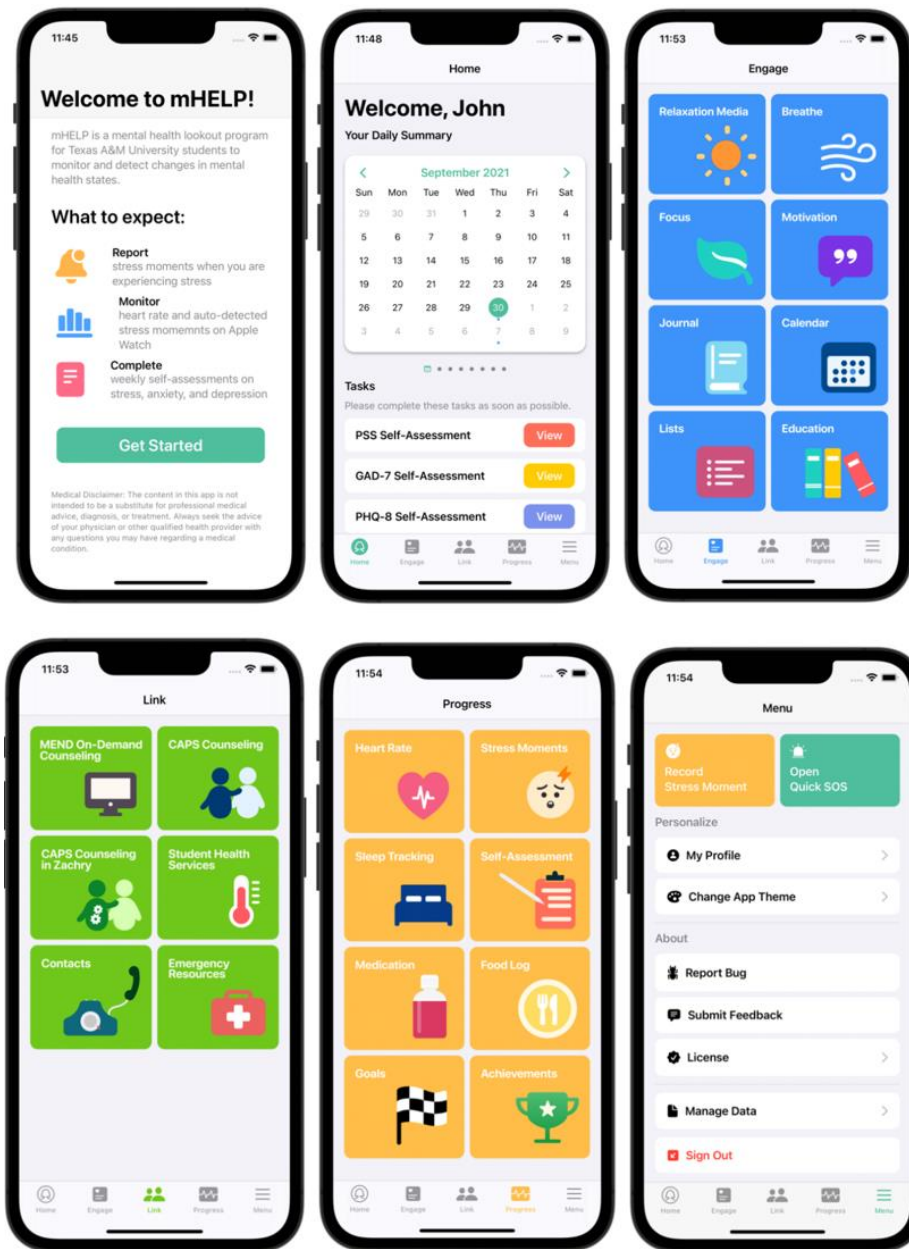 11:45
Welcome to mHELP!
mHELP is a mental health lookout program
for Texas A&M University students to
monitor and detect changes in mental
health states.
What to expect:
Report
stress moments when you are
experiencing stress
Monitor
heart rate and auto-detected
stress momemnts on Apple
Watch
Complete
weekly self-assessments on
stress, anxiety, and depression
Get Started
Medical Disclaimer: The content in this app is not
intended to be a substitute for professional medical
advice, diagnosis, or treatment. Always seek the advice
of your physician or other qualified health provider with
any questions you may have regarding a medical
condition.
11:48
Home
Welcome, John
Your Daily Summary
September 2021
Sun Mon Tue Wed Thu Fri Sat
29 30 31 1 2 3 4
5 6 7 8 9 10 11
12 13 14 15 16 17 18
19 20 21 22 23 24 25
26 27 28 29 30 1 2
3 4 5 6 7 8 9
Tasks
Please complete these tasks as soon as possible.
PSS Self-Assessment View
GAD-7 Self-Assessment View
PHQ-8 Self-Assessment View
Home Engage Link Progress Menu
11:53
Engage
Relaxation Media Breathe
Focus Motivation
Journal Calendar
Lists Education
Home Engage Link Progress Menu
11:53
Link
MEND On-Demand
Counseling
CAPS Counseling
CAPS Counseling
in Zachry
Student Health
Services
Contacts
Emergency
Resources
Home Engage Link Progress Menu
11:54
Progress
Heart Rate Stress Moments
Sleep Tracking Self-Assessment
Medication Food Log
Goals Achievements
Home Engage Link Progress Menu
11:54
Menu
Record
Stress Moment
Open
Quick SOS
Personalize
My Profile
Change App Theme
About
Report Bug
Submit Feedback
License
Manage Data
Sign Out
Home Engage Link Progress Menu